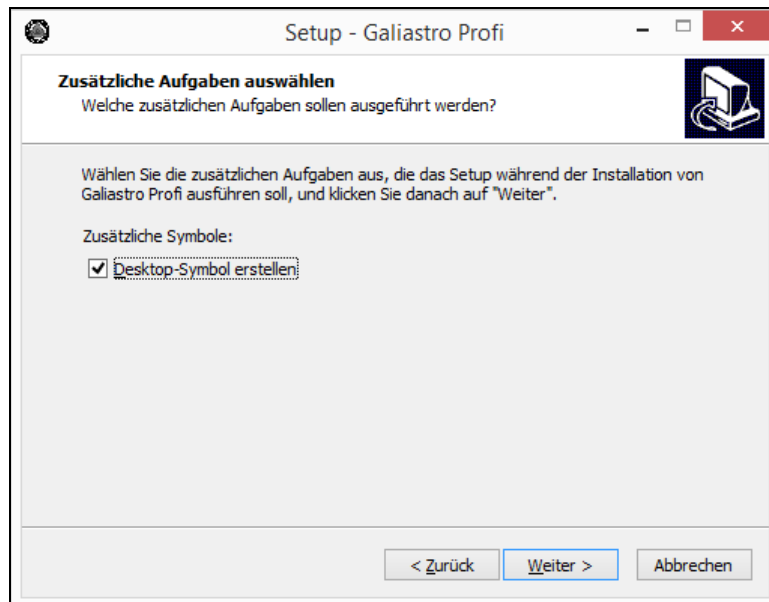 Setup - Galiastro Profi
Zusätzliche Aufgaben auswählen
Welche zusätzlichen Aufgaben sollen ausgeführt werden?
Wählen Sie die zusätzlichen Aufgaben aus, die das Setup während der Installation von
Galiastro Profi ausführen soll, und klicken Sie danach auf "Weiter".
Zusätzliche Symbole:
Desktop-Symbol erstellen
< Zurück
Weiter >
Abbrechen